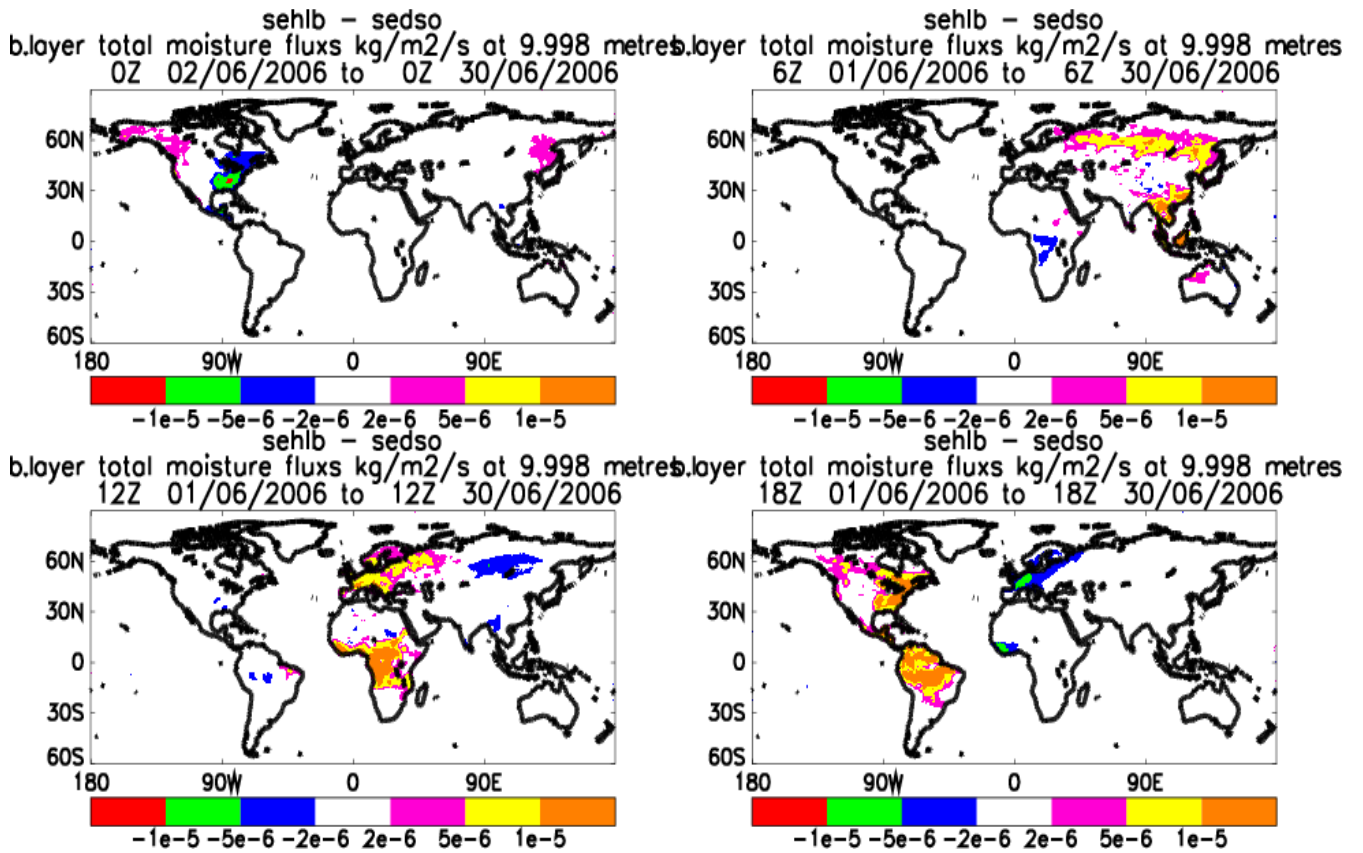 sehlb – sedso
b.layer total moisture fluxs kg/m2/s at 9.998 metres
0Z 02/06/2006 to 0Z 30/06/2006
60N
30N
0
30S
60S
180 90W 0 90E
-1e-5 -5e-6 -2e-6 2e-6 5e-6 1e-5
sehlb – sedso
b.layer total moisture fluxs kg/m2/s at 9.998 metres
6Z 01/06/2006 to 6Z 30/06/2006
60N
30N
0
30S
60S
180 90W 0 90E
-1e-5 -5e-6 -2e-6 2e-6 5e-6 1e-5
sehlb – sedso
b.layer total moisture fluxs kg/m2/s at 9.998 metres
12Z 01/06/2006 to 12Z 30/06/2006
60N
30N
0
30S
60S
180 90W 0 90E
-1e-5 -5e-6 -2e-6 2e-6 5e-6 1e-5
sehlb – sedso
b.layer total moisture fluxs kg/m2/s at 9.998 metres
18Z 01/06/2006 to 18Z 30/06/2006
60N
30N
0
30S
60S
180 90W 0 90E
-1e-5 -5e-6 -2e-6 2e-6 5e-6 1e-5